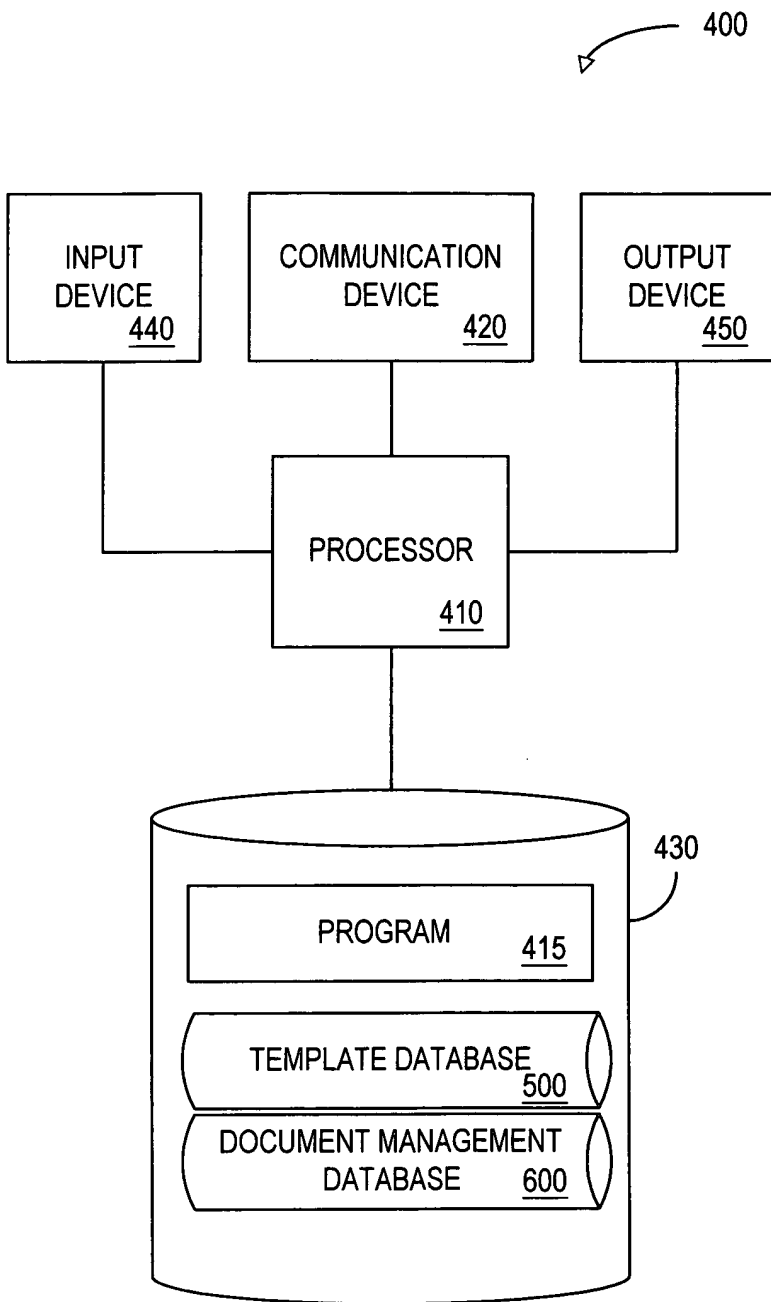 400
INPUT
DEVICE
440
COMMUNICATION
DEVICE
420
OUTPUT
DEVICE
450
PROCESSOR
410
430
PROGRAM
415
TEMPLATE DATABASE
500
DOCUMENT MANAGEMENT
DATABASE
600